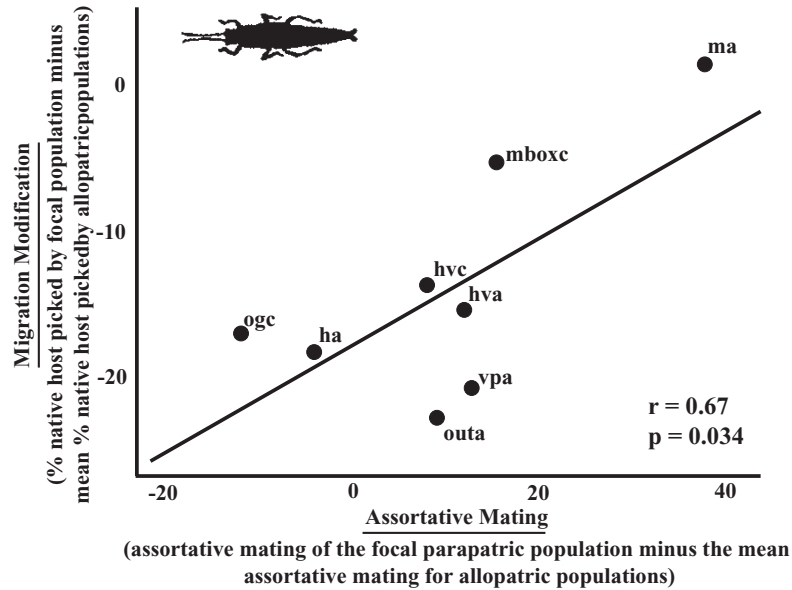 Migration Modification
(% native host picked by focal population minus
mean % native host pickedby allopatricpopulations)
0
-10
-20
ma
mboxc
hvc
hva
ogc
ha
vpa
outa
r = 0.67
p = 0.034
-20 0 20 40
Assortative Mating
(assortative mating of the focal parapatric population minus the mean
assortative mating for allopatric populations)